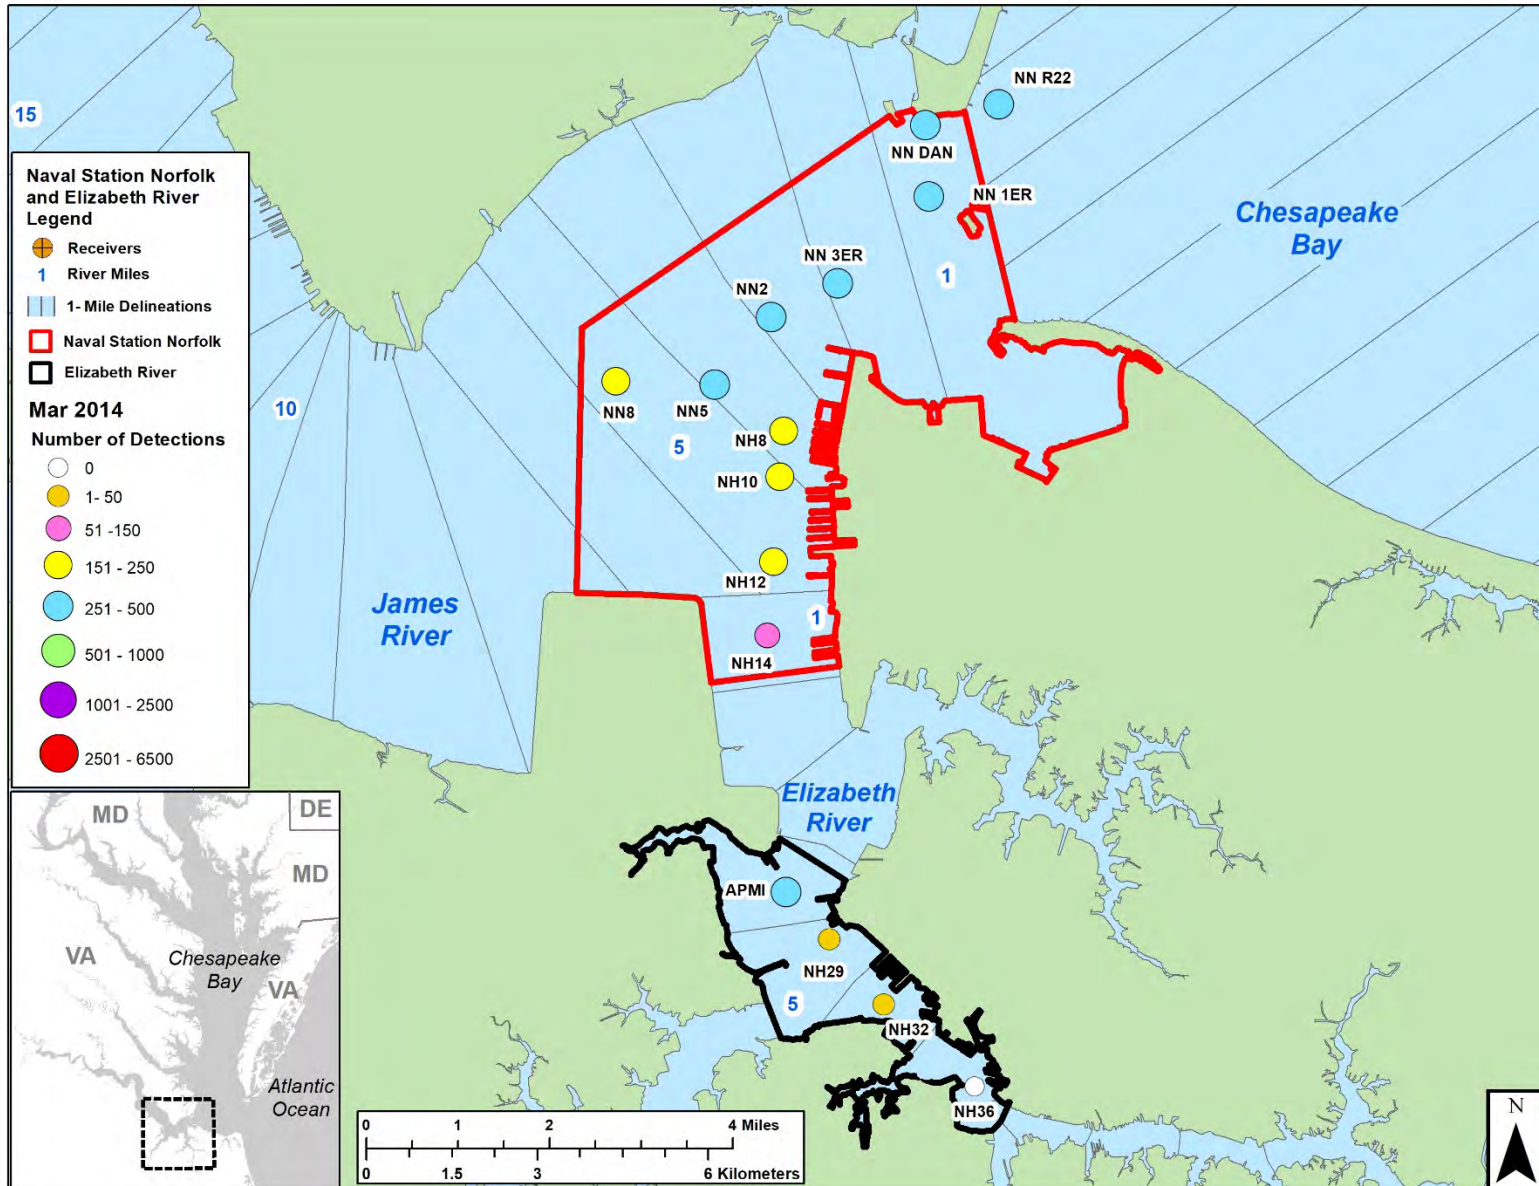 NN R22
15
NN DAN
Naval Station Norfolk
and Elizabeth River
Legend
Receivers
1 River Miles
1- Mile Delineations
Naval Station Norfolk
Elizabeth River
Mar 2014
Number of Detections
0
1- 50
51 -150
151 - 250
251 - 500
501 - 1000
1001 - 2500
2501 - 6500
NN 1ER
Chesapeake
Bay
NN 3ER
1
NN2
NN8
NN5
10
NH8
5
NH10
NH12
James
River
1
NH14
Elizabeth
River
APMI
NH29
5
NH32
NH36
MD
DE
MD
VA
Chesapeake
Bay
VA
Atlantic
Ocean
0 1 2 4 Miles
0 1.5 3 6 Kilometers
N